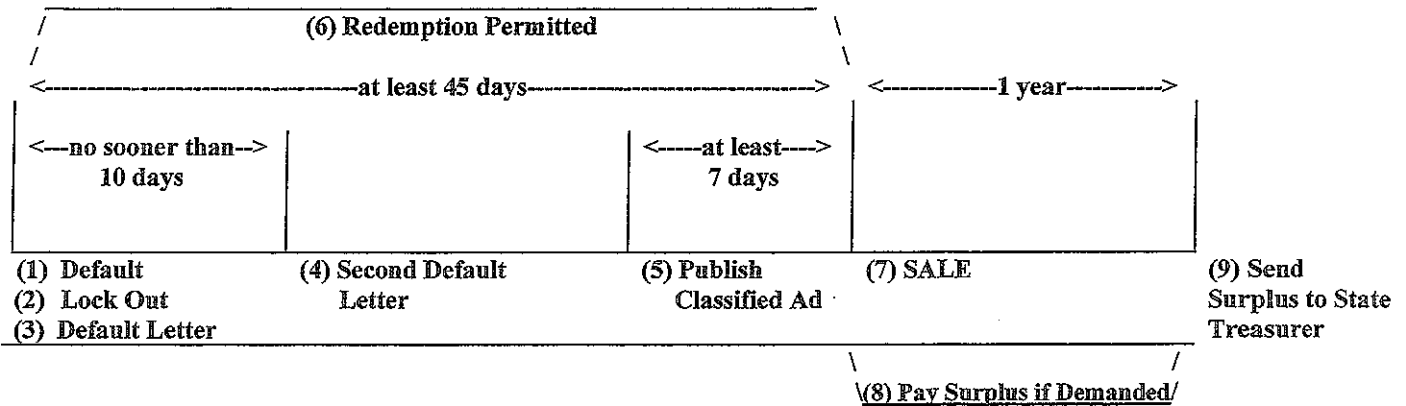 (6) Redemption Permitted
<-----at least 45 days-----> <-----1 year----->
<---no sooner than--> <-----at least---->
10 days 7 days
(1) Default (4) Second Default (5) Publish (7) SALE (9) Send
(2) Lock Out Letter Classified Ad Surplus to State
(3) Default Letter Treasurer
(8) Pay Surplus if Demanded